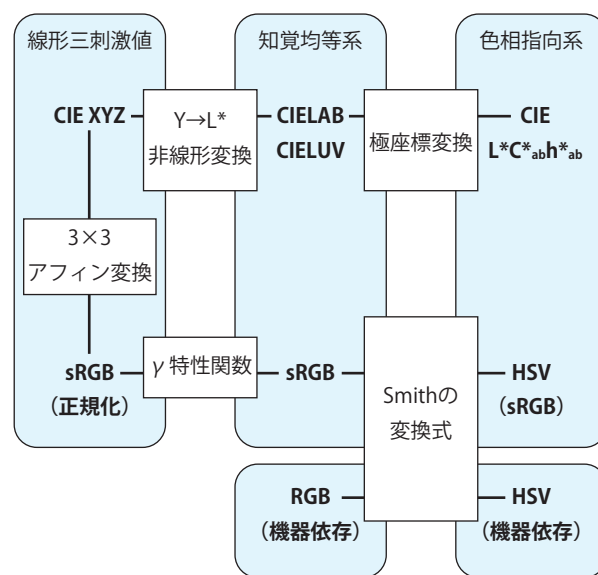 線形三刺激値
知覚均等系
色相指向系
CIE XYZ
Y→L*
非線形変換
CIELAB
CIELUV
極座標変換
CIE
L*C*abh*ab
3×3
アフィン変換
sRGB
(正規化)
γ特性関数
sRGB
Smithの
変換式
HSV
(sRGB)
RGB
(機器依存)
HSV
(機器依存)